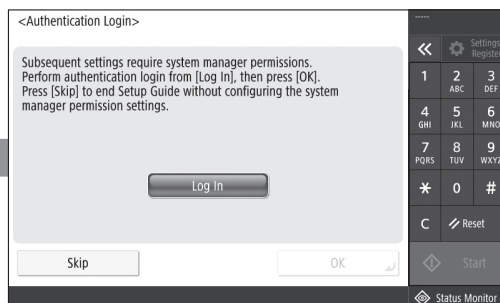 <Authentication Login>
Subsequent settings require system manager permissions.
Perform authentication login from [Log In], then press [OK].
Press [Skip] to end Setup Guide without configuring the system
manager permission settings.
Log In
Skip
OK
-----
Settings
Register
1
2
ABC
3
DEF
4
GHI
5
JKL
6
MNO
7
PQRS
8
TUV
9
WXYZ
*
0
#
C
Reset
Start
Status Monitor